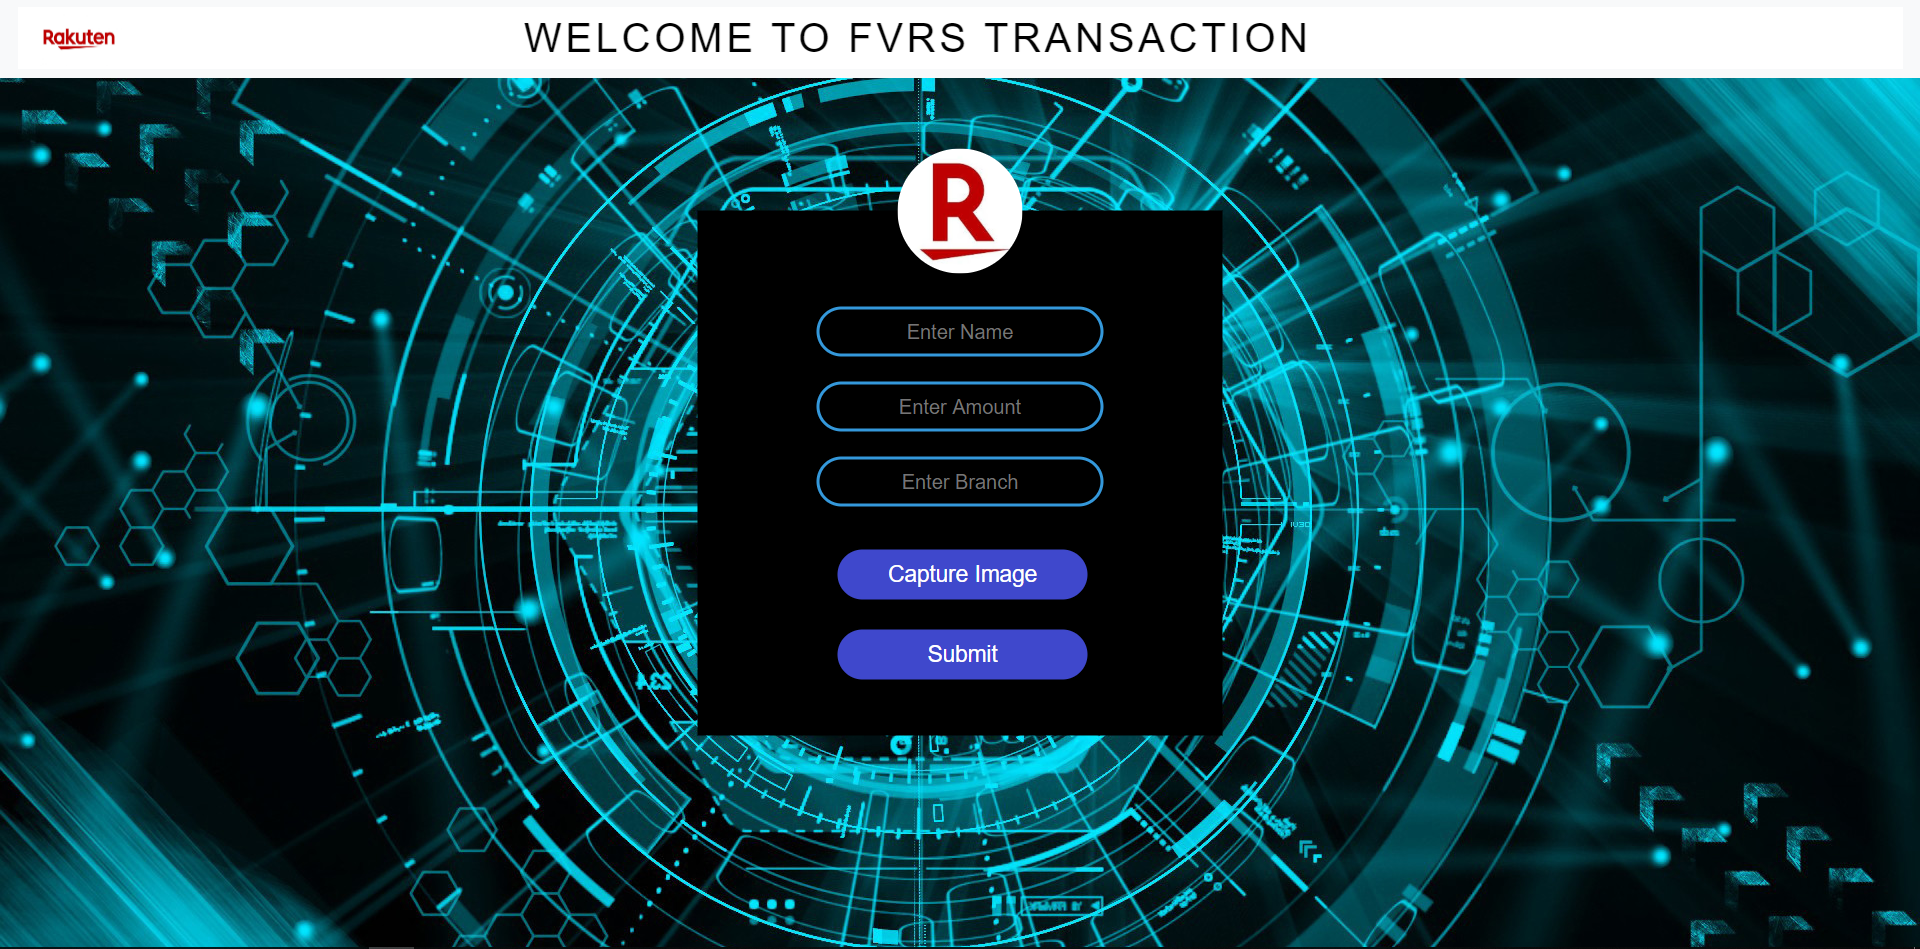 Rakuten
WELCOME TO FVRS TRANSACTION
R
Enter Name
Enter Amount
Enter Branch
Capture Image
Submit